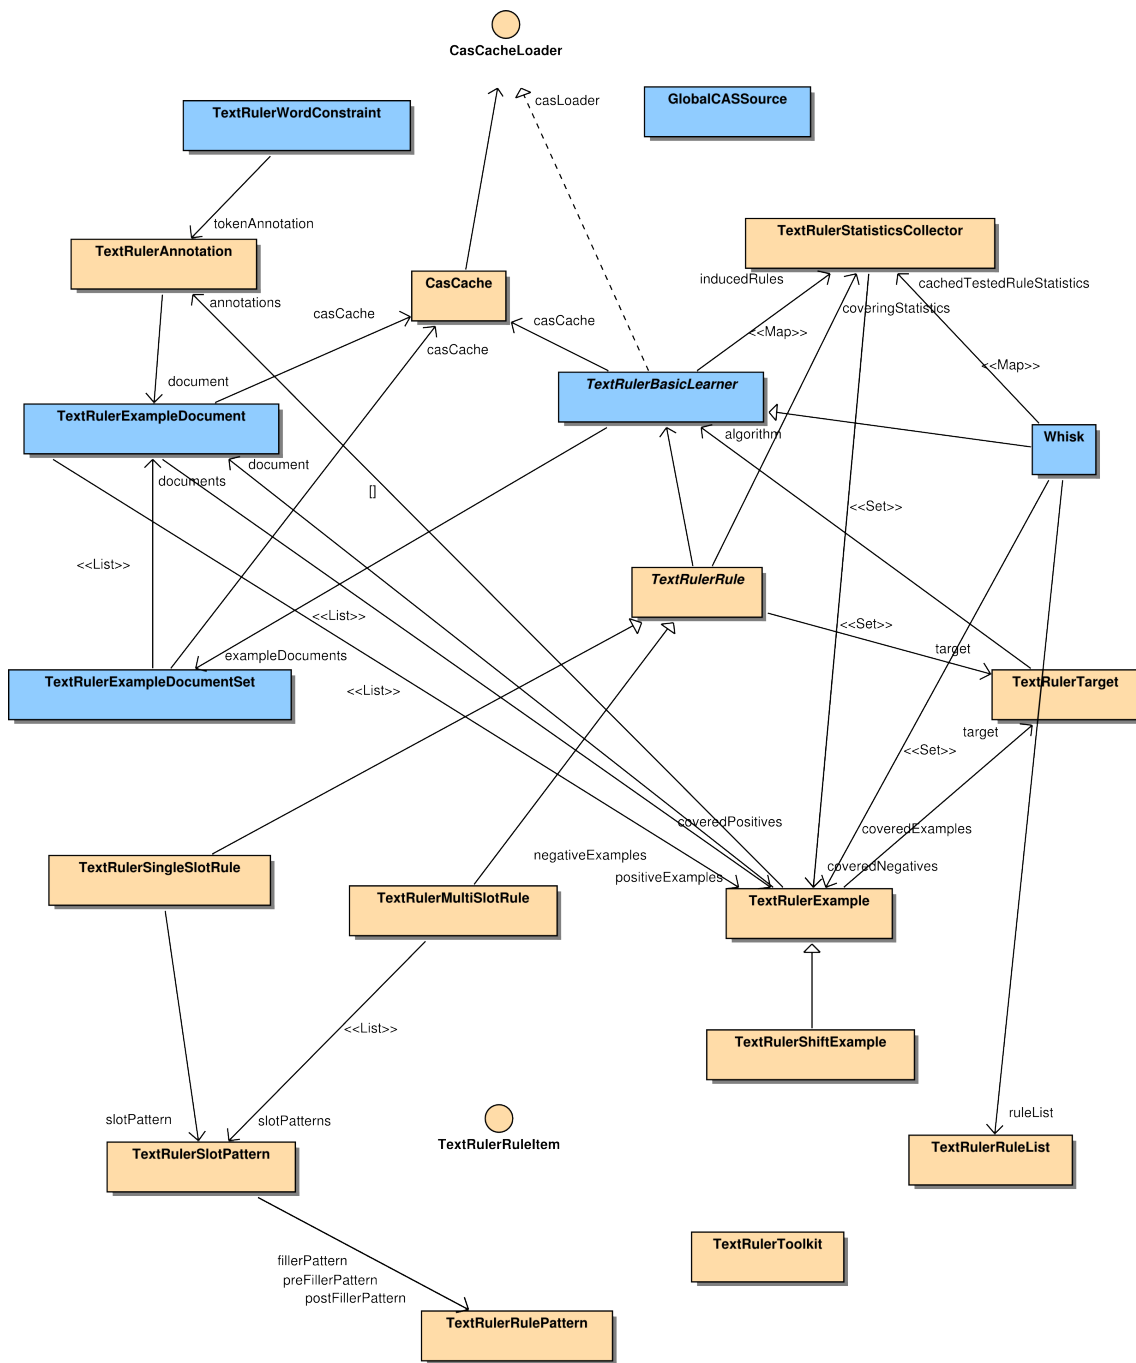 CasCacheLoader
casLoader
GlobalCASSource
TextRulerWordConstraint
tokenAnnotation
TextRulerStatisticsCollector
TextRulerAnnotation
CasCache
inducedRules
cachedTestedRuleStatistics
annotations
casCache
casCache
coveringStatistics
<<Map>>
casCache
<<Map>>
document
TextRulerBasicLearner
TextRulerExampleDocument
algorithm
Whisk
document
documents
[]
<<Set>>
<<List>>
TextRulerRule
<<List>>
<<Set>>
exampleDocuments
target
TextRulerExampleDocumentSet
<<List>>
TextRulerTarget
target
<<Set>>
coveredPositives
coveredExamples
negativeExamples
TextRulerSingleSlotRule
coveredNegatives
positiveExamples
TextRulerMultiSlotRule
TextRulerExample
<<List>>
TextRulerShiftExample
slotPattern
slotPatterns
ruleList
TextRulerRuleItem
TextRulerSlotPattern
TextRulerRuleList
TextRulerToolkit
fillerPattern
preFillerPattern
postFillerPattern
TextRulerRulePattern